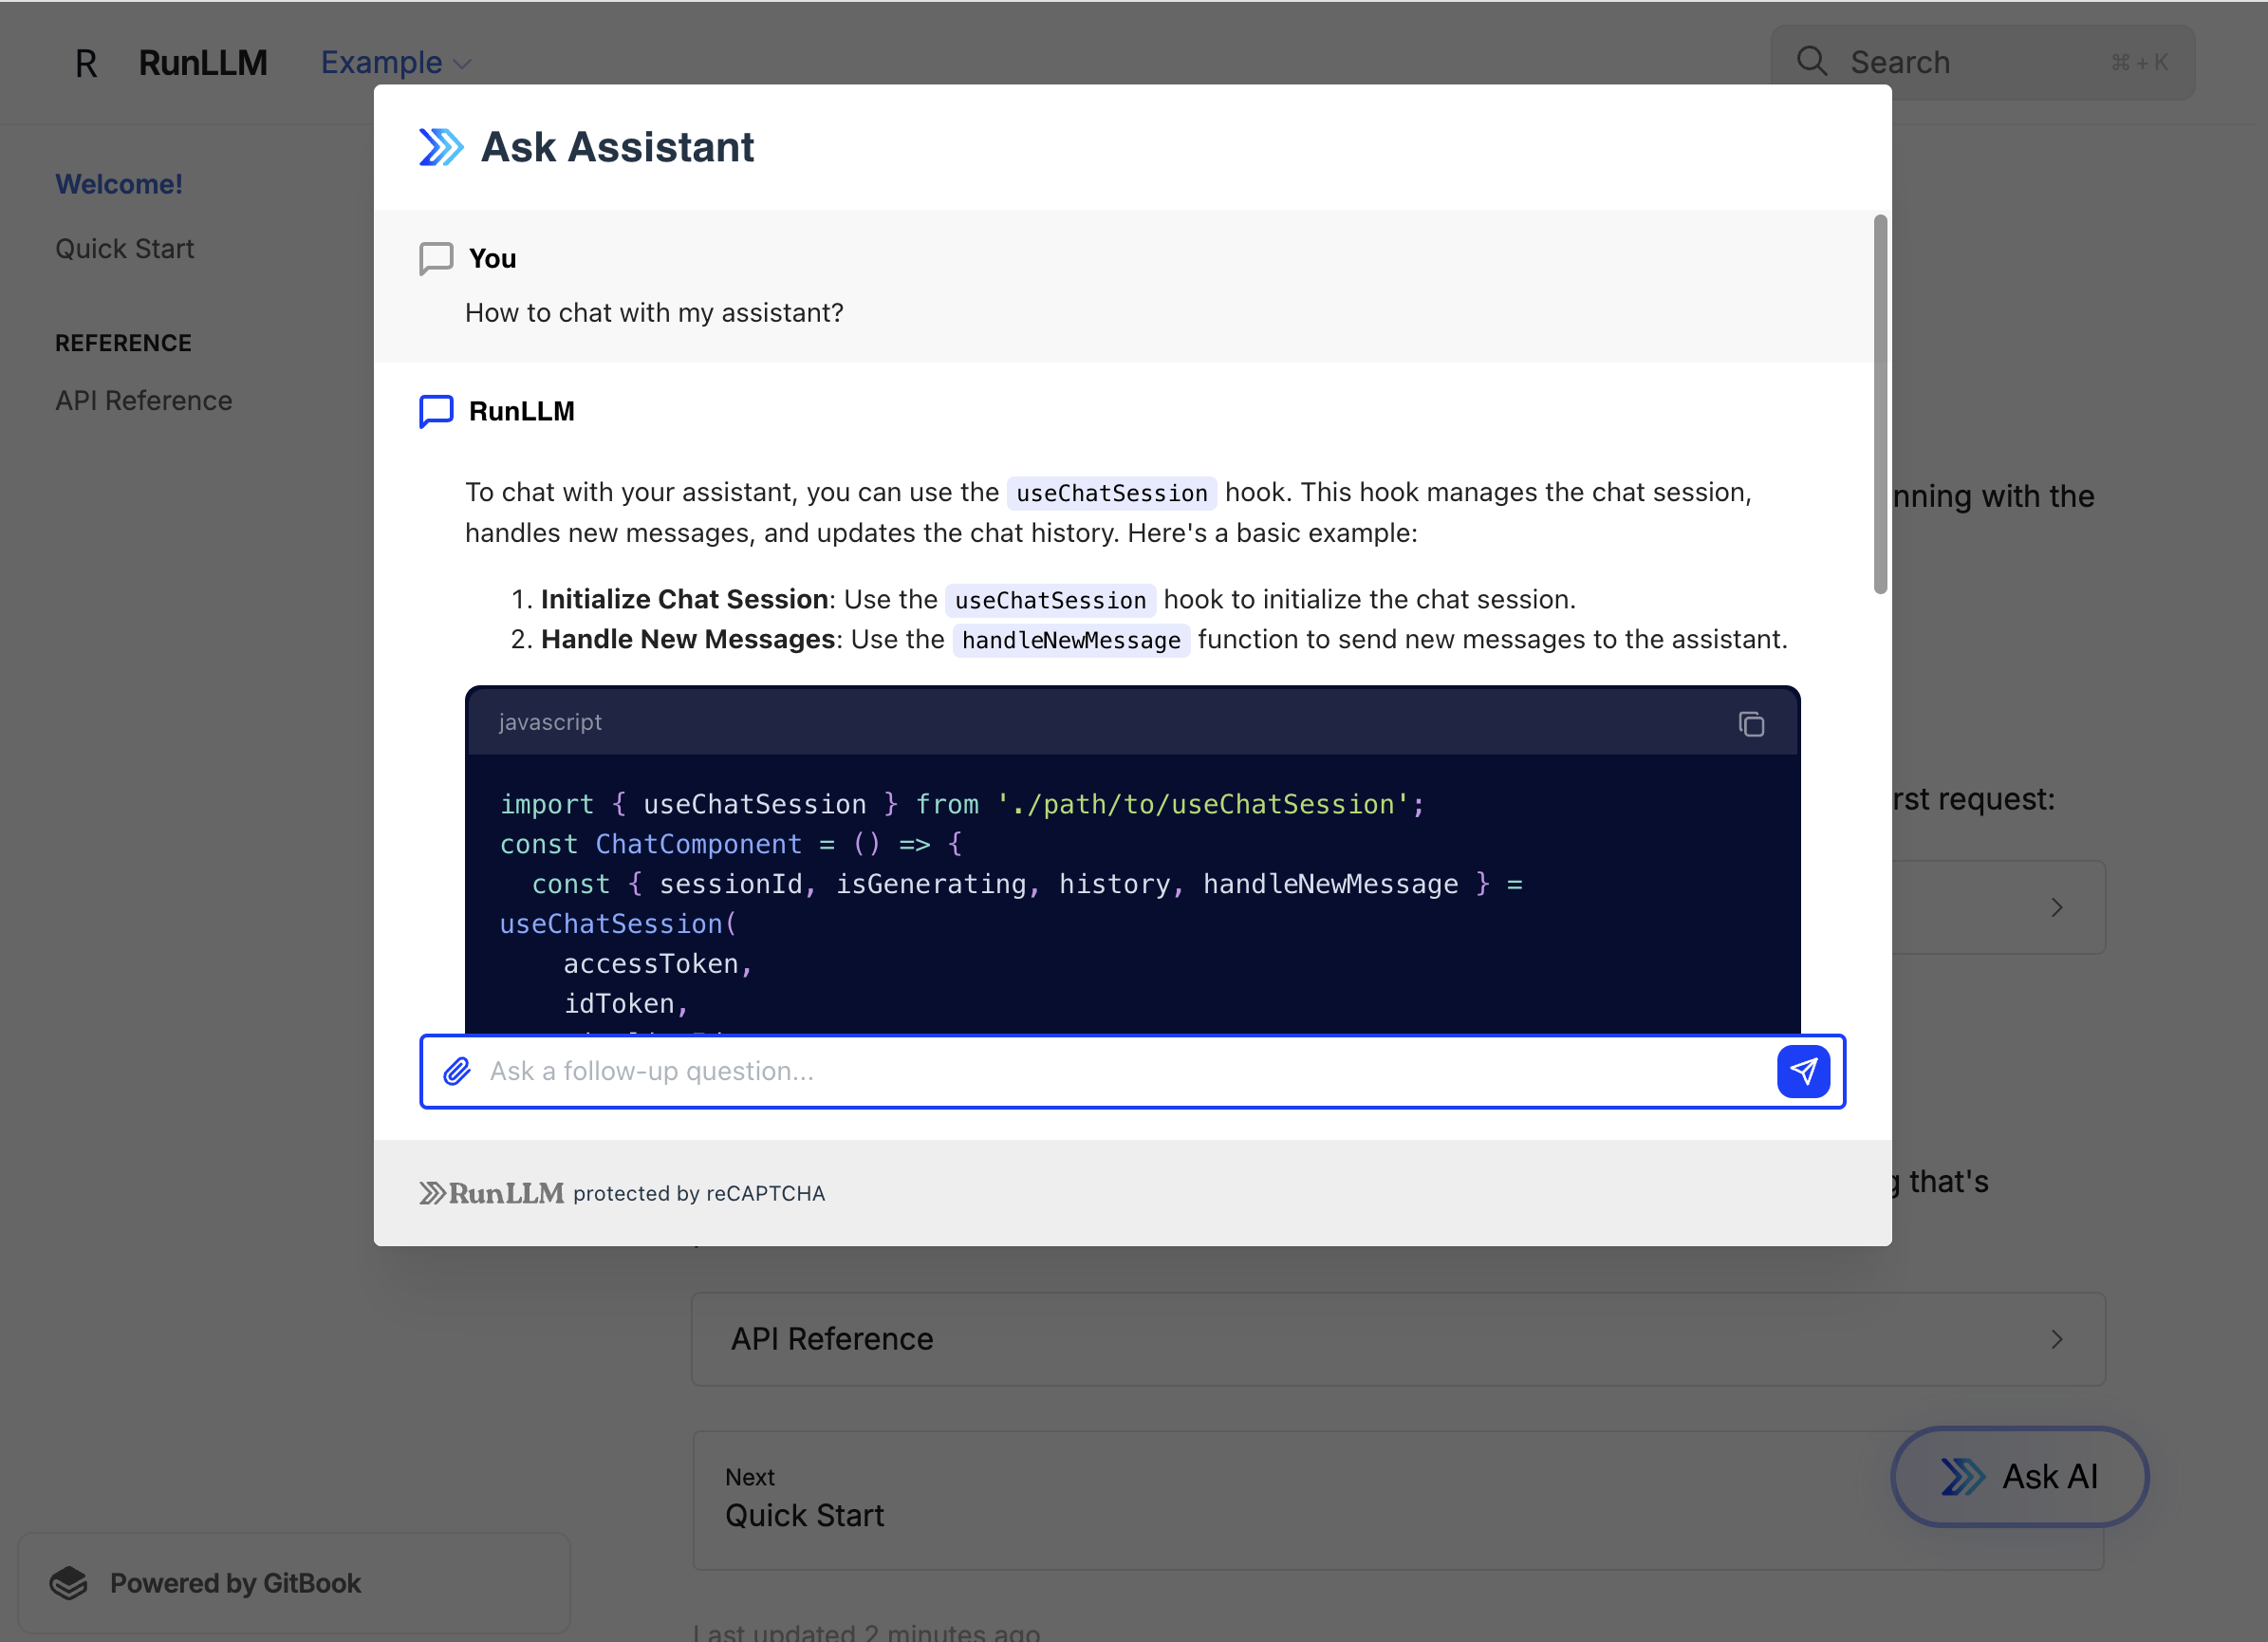 R RunLLM Example
Search ⌘ + K
Welcome!
Quick Start
REFERENCE
API Reference
Ask Assistant
You
How to chat with my assistant?
RunLLM
To chat with your assistant, you can use the useChatSession hook. This hook manages the chat session,
handles new messages, and updates the chat history. Here's a basic example:
1. Initialize Chat Session: Use the useChatSession hook to initialize the chat session.
2. Handle New Messages: Use the handleNewMessage function to send new messages to the assistant.
javascript
import { useChatSession } from './path/to/useChatSession';
const ChatComponent = () => {
  const { sessionId, isGenerating, history, handleNewMessage } =
useChatSession(
    accessToken,
    idToken,
Ask a follow-up question...
RunLLM protected by reCAPTCHA
nning with the
rst request:
g that's
API Reference
Next
Quick Start
Ask AI
Powered by GitBook
Last updated 2 minutes ago